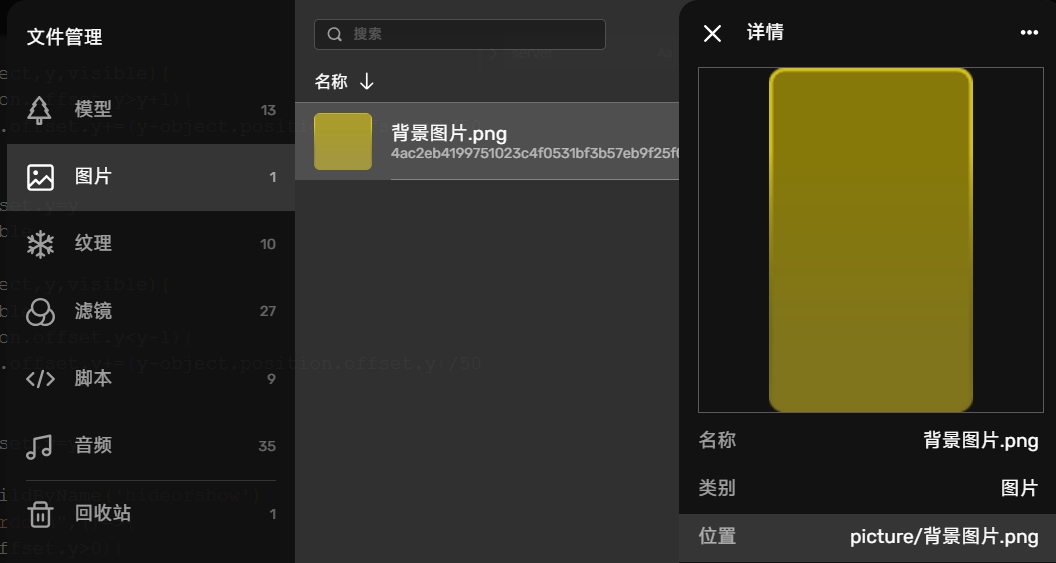 文件管理
模型 13
图片 1
纹理 10
滤镜 27
脚本 9
音频 35
回收站 1
搜索
名称
背景图片.png
详情
名称 背景图片.png
类别 图片
位置 picture/背景图片.png